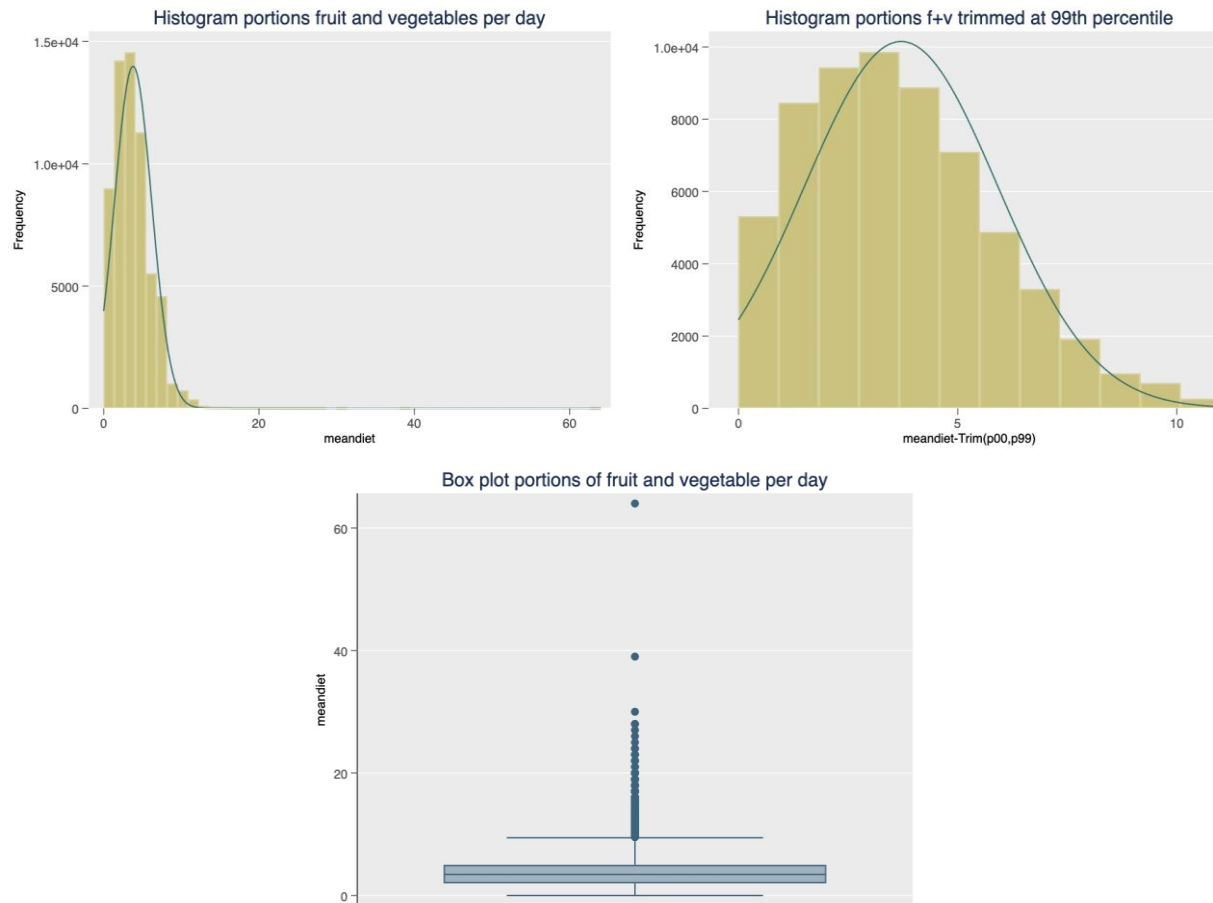 Histogram portions fruit and vegetables per day
1.5e+04
1.0e+04
5000
0
Frequency
0 20 40 60
meandiet
Histogram portions f+v trimmed at 99th percentile
1.0e+04
8000
6000
4000
2000
0
Frequency
0 5 10
meandiet-Trim(p00,p99)
Box plot portions of fruit and vegetable per day
60
40
20
0
meandiet